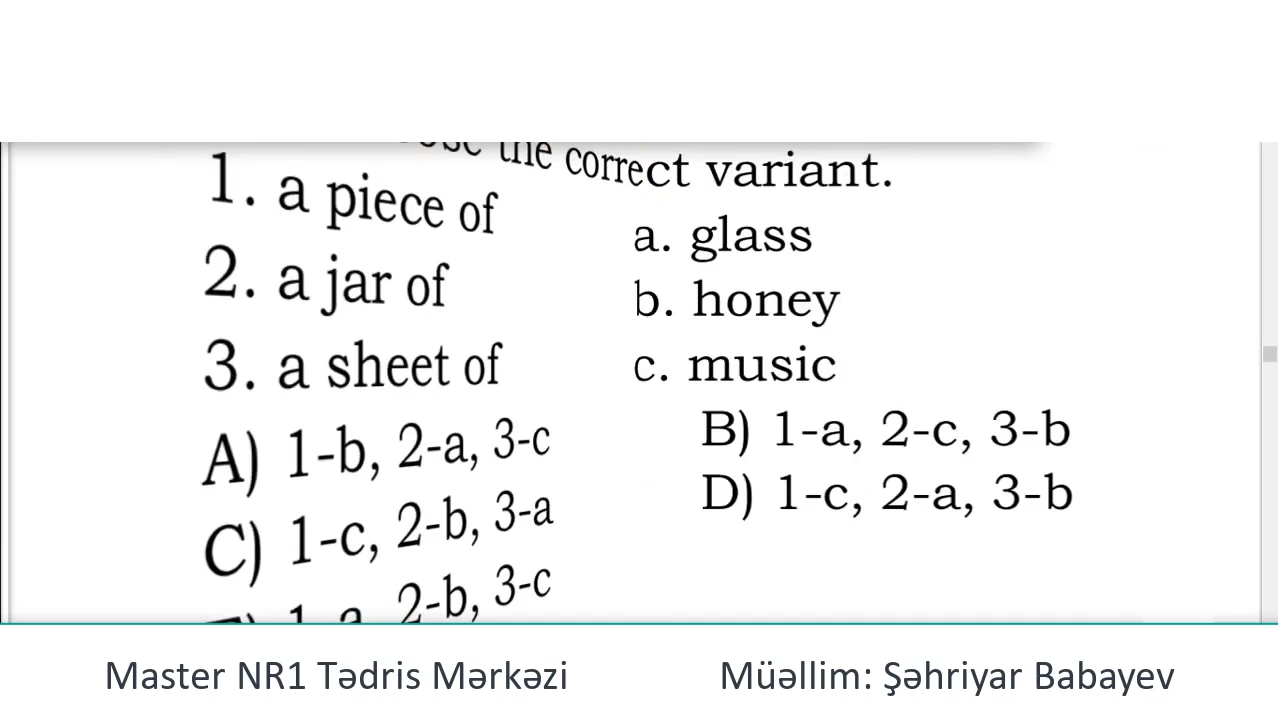 the correct variant.
1. a piece of
a. glass
2. a jar of
b. honey
3. a sheet of
c. music
A) 1-b, 2-a, 3-c
B) 1-a, 2-c, 3-b
C) 1-c, 2-b, 3-a
D) 1-c, 2-a, 3-b
2-b, 3-c
Master NR1 Tədris Mərkəzi
Müəllim: Şəhriyar Babayev